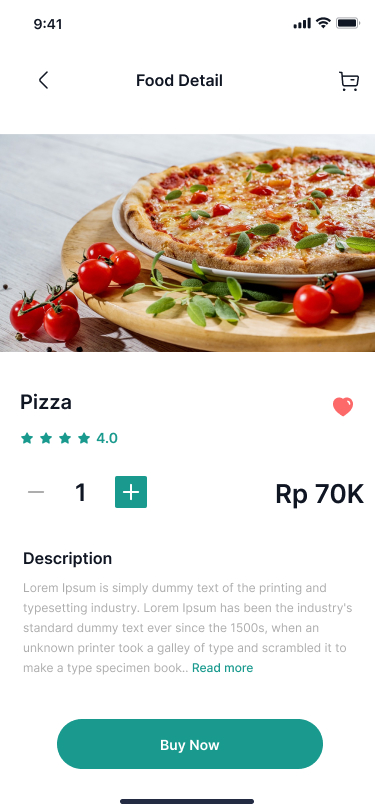 9:41
Food Detail
Pizza
4.0
1
Rp 70K
Description
Lorem Ipsum is simply dummy text of the printing and
typesetting industry. Lorem Ipsum has been the industry's
standard dummy text ever since the 1500s, when an
unknown printer took a galley of type and scrambled it to
make a type specimen book.. Read more
Buy Now